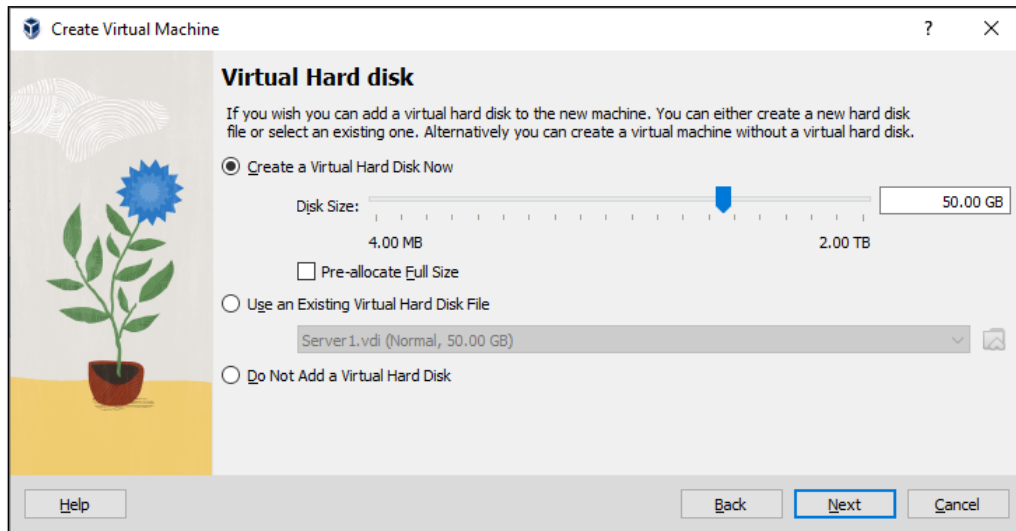 Create Virtual Machine
?
Virtual Hard disk
If you wish you can add a virtual hard disk to the new machine. You can either create a new hard disk
file or select an existing one. Alternatively you can create a virtual machine without a virtual hard disk.
Create a Virtual Hard Disk Now
Disk Size:
50.00 GB
4.00 MB
2.00 TB
Pre-allocate Full Size
Use an Existing Virtual Hard Disk File
Server1.vdi (Normal, 50.00 GB)
Do Not Add a Virtual Hard Disk
Help
Back
Next
Cancel